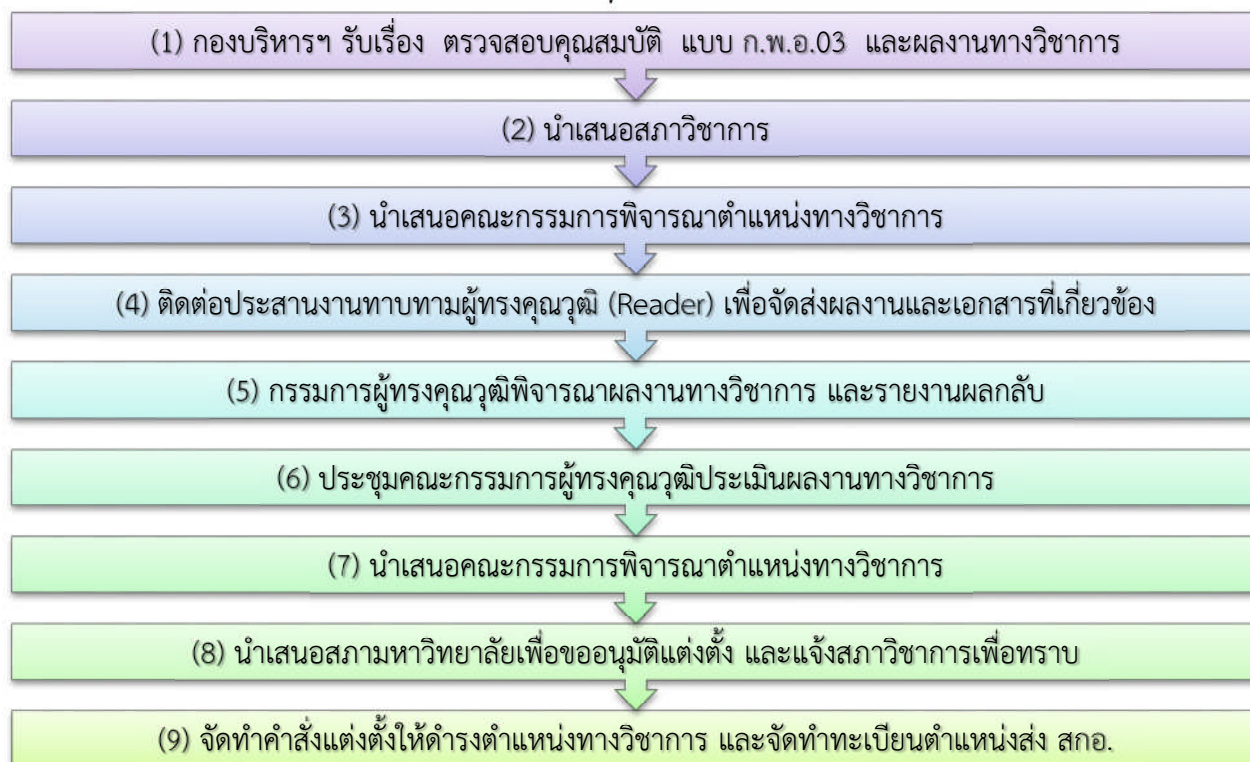 (1) กองบริหารฯ รับเรื่อง ตรวจสอบคุณสมบัติ แบบ ก.พ.อ.03 และผลงานทางวิชาการ
(2) นำเสนอสภาวิชาการ
(3) นำเสนอคณะกรรมการพิจารณาตำแหน่งทางวิชาการ
(4) ติดต่อประสานงานทาบทามผู้ทรงคุณวุฒิ (Reader) เพื่อจัดส่งผลงานและเอกสารที่เกี่ยวข้อง
(5) กรรมการผู้ทรงคุณวุฒิพิจารณาผลงานทางวิชาการ และรายงานผลกลับ
(6) ประชุมคณะกรรมการผู้ทรงคุณวุฒิประเมินผลงานทางวิชาการ
(7) นำเสนอคณะกรรมการพิจารณาตำแหน่งทางวิชาการ
(8) นำเสนอสภามหาวิทยาลัยเพื่อขออนุมัติแต่งตั้ง และแจ้งสภาวิชาการเพื่อทราบ
(9) จัดทำคำสั่งแต่งตั้งให้ดำรงตำแหน่งทางวิชาการ และจัดทำทะเบียนตำแหน่งส่ง สกอ.